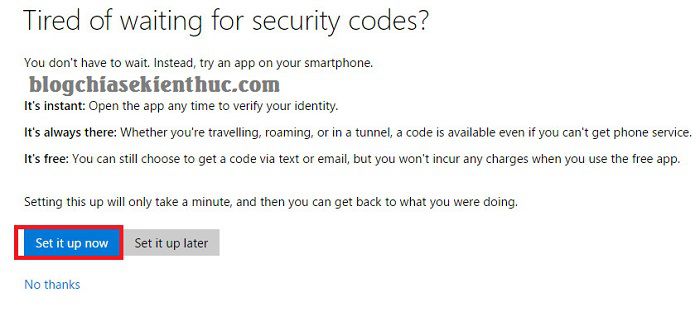 Tired of waiting for security codes?
You don't have to wait. Instead, try an app on your smartphone.
blogchiasekienthuc.com
It's instant: Open the app any time to verify your identity.
It's always there: Whether you're travelling, roaming, or in a tunnel, a code is available even if you can't get phone service.
It's free: You can still choose to get a code via text or email, but you won't incur any charges when you use the free app.
Setting this up will only take a minute, and then you can get back to what you were doing.
Set it up now Set it up later
No thanks